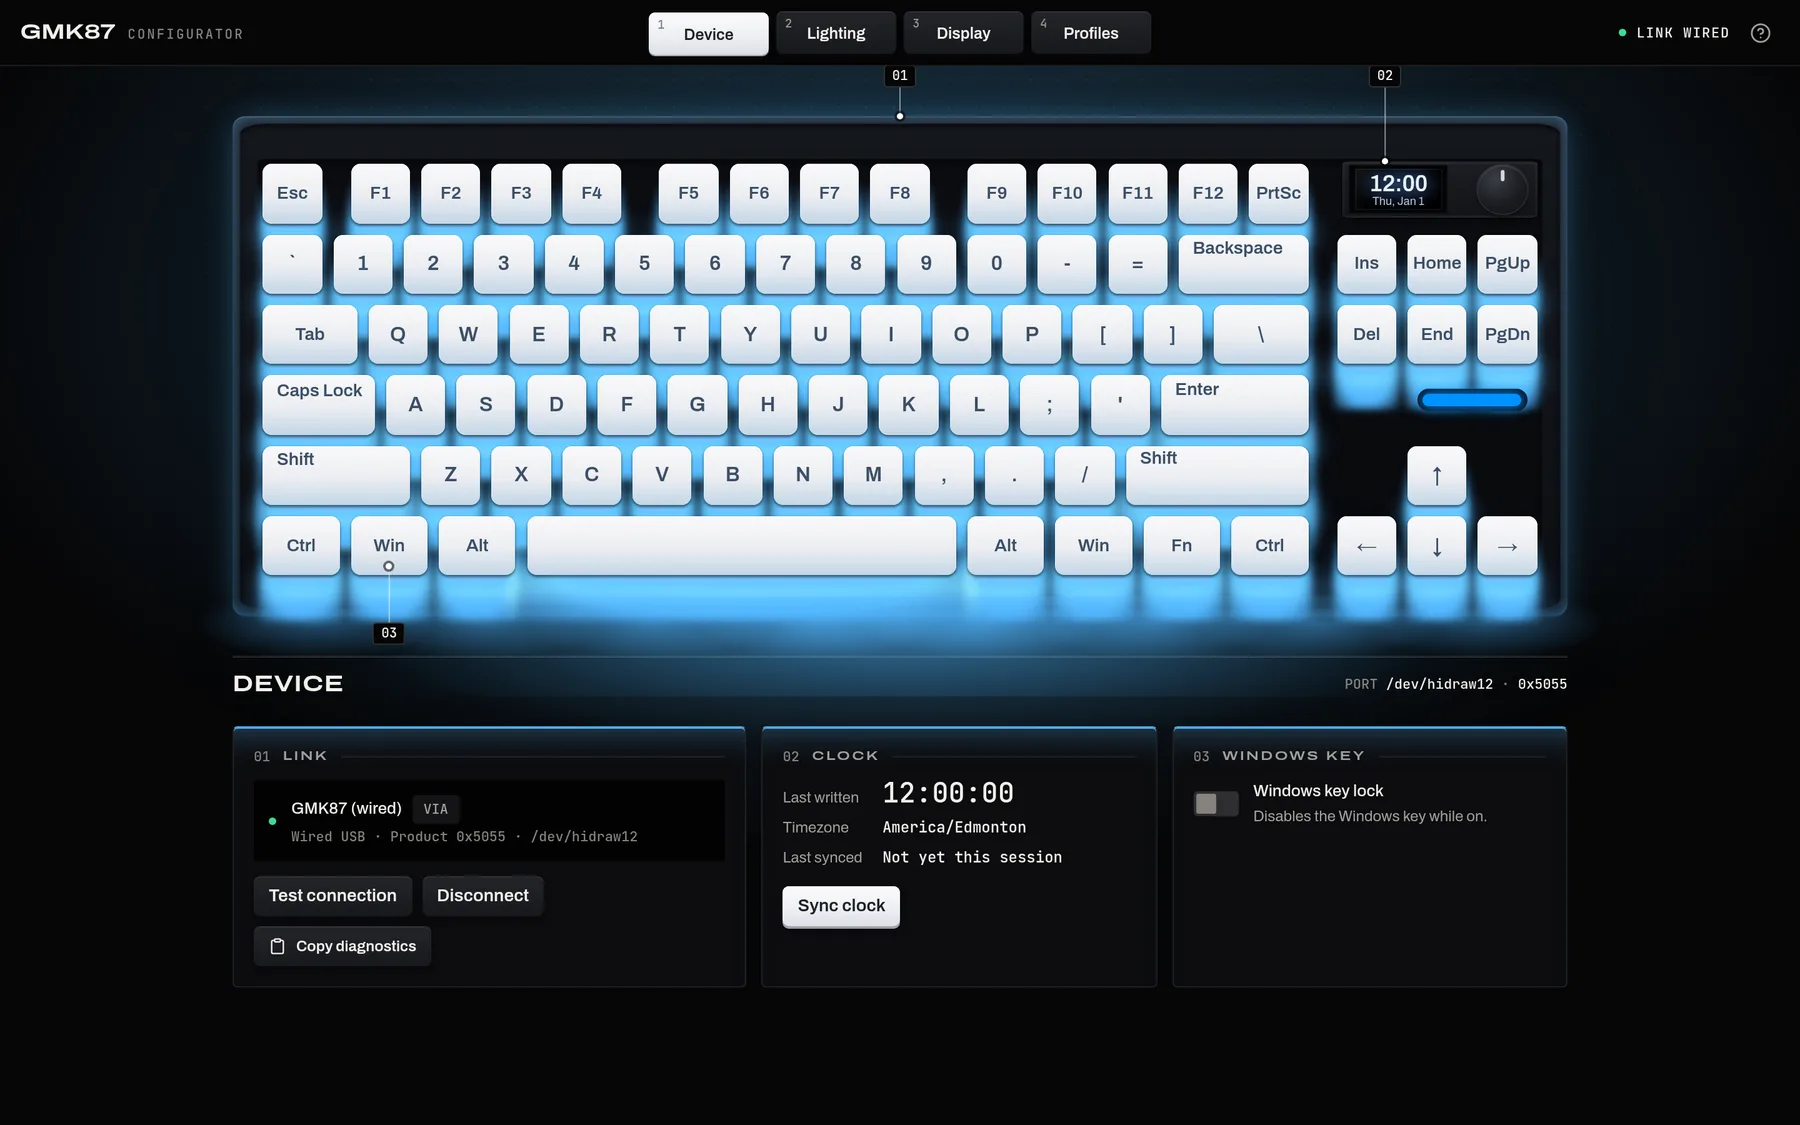 GMK87 CONFIGURATOR
1 Device
2 Lighting
3 Display
4 Profiles
LINK WIRED
?
01
02
Esc F1 F2 F3 F4 F5 F6 F7 F8 F9 F10 F11 F12 PrtSc
12:00
Thu, Jan 1
` 1 2 3 4 5 6 7 8 9 0 - = Backspace Ins Home PgUp
Tab Q W E R T Y U I O P [ ] \ Del End PgDn
Caps Lock A S D F G H J K L ; ' Enter
Shift Z X C V B N M , . / Shift ↑
Ctrl Win Alt Alt Win Fn Ctrl ← ↓ →
03
DEVICE
PORT /dev/hidraw12 · 0x5055
01 LINK
GMK87 (wired) VIA
Wired USB · Product 0x5055 · /dev/hidraw12
Test connection
Disconnect
Copy diagnostics
02 CLOCK
Last written 12:00:00
Timezone America/Edmonton
Last synced Not yet this session
Sync clock
03 WINDOWS KEY
Windows key lock
Disables the Windows key while on.